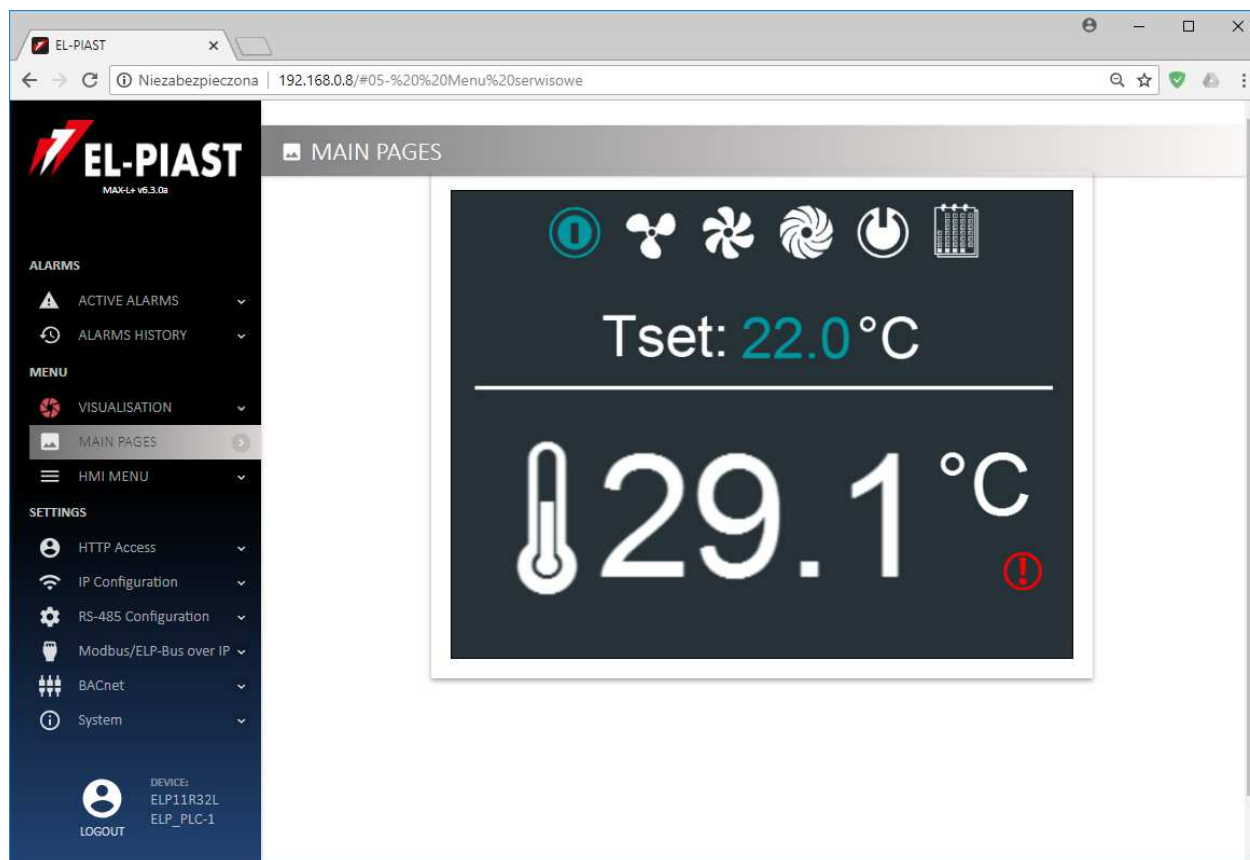 EL-PIAST
Niezabezpieczona
192.168.0.8/#05-%20%20Menu%20serwisowe
EL-PIAST
MAX-L+ v6.3.0a
MAIN PAGES
ALARMS
ACTIVE ALARMS
ALARMS HISTORY
MENU
VISUALISATION
MAIN PAGES
HMI MENU
SETTINGS
HTTP Access
IP Configuration
RS-485 Configuration
Modbus/ELP-Bus over IP
BACnet
System
LOGOUT
DEVICE:
ELP11R32L
ELP_PLC-1
Tset: 22.0°C
29.1 °C